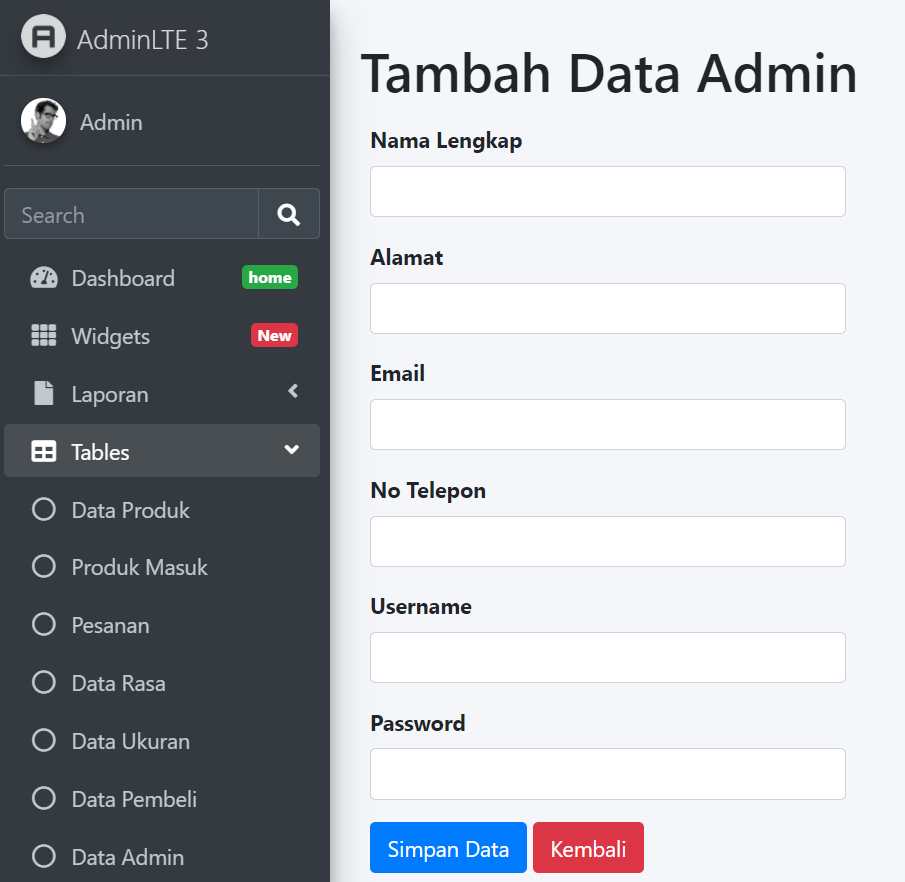 AdminLTE 3
Admin
Search
Dashboard home
Widgets New
Laporan
Tables
Data Produk
Produk Masuk
Pesanan
Data Rasa
Data Ukuran
Data Pembeli
Data Admin
Tambah Data Admin
Nama Lengkap
Alamat
Email
No Telepon
Username
Password
Simpan Data Kembali